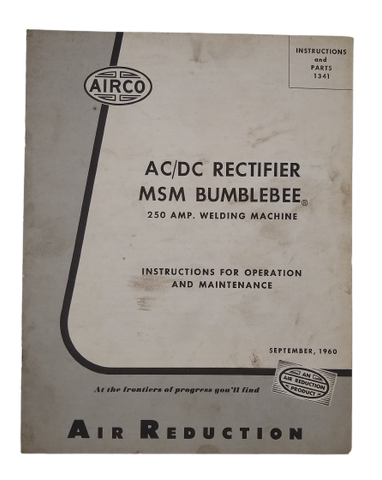 INSTRUCTIONS
and
PARTS
1341
AIRCO
AC/DC RECTIFIER
MSM BUMBLEBEE®
250 AMP. WELDING MACHINE
INSTRUCTIONS FOR OPERATION
AND MAINTENANCE
SEPTEMBER, 1960
AN
AIR REDUCTION
PRODUCT
At the frontiers of progress you'll find
AIR REDUCTION